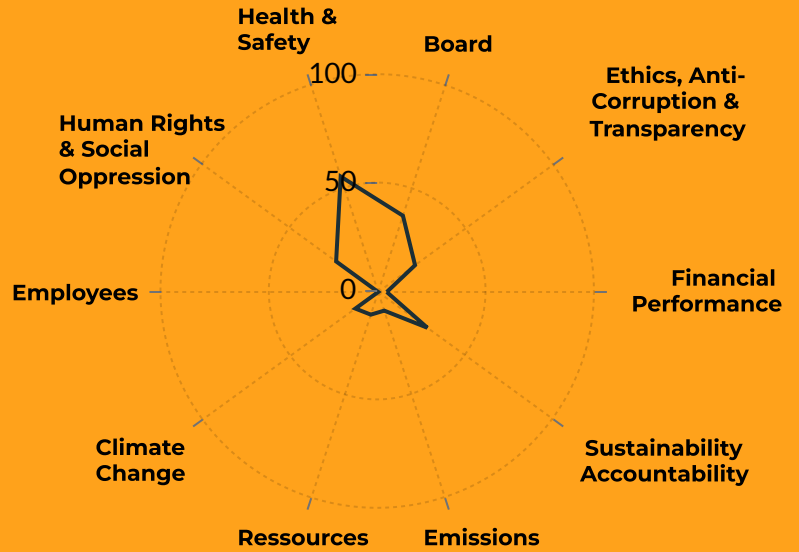 Health &
Safety
Board
100
Ethics, Anti-
Corruption &
Transparency
Human Rights
& Social
Oppression
50
Employees
0
Financial
Performance
Climate
Change
Sustainability
Accountability
Ressources
Emissions